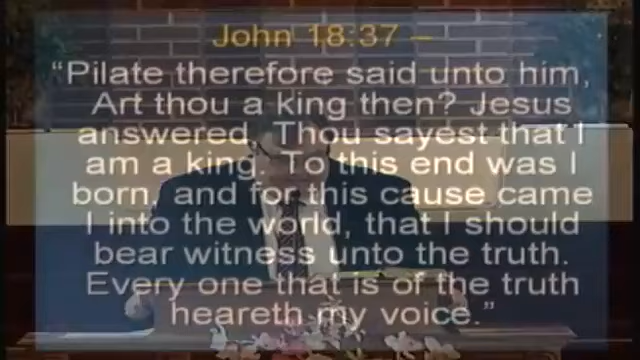 John 18:37 –
“Pilate therefore said unto him,
Art thou a king then? Jesus
answered, Thou sayest that I
am a king. To this end was I
born, and for this cause came
I into the world, that I should
bear witness unto the truth.
Every one that is of the truth
heareth my voice.”